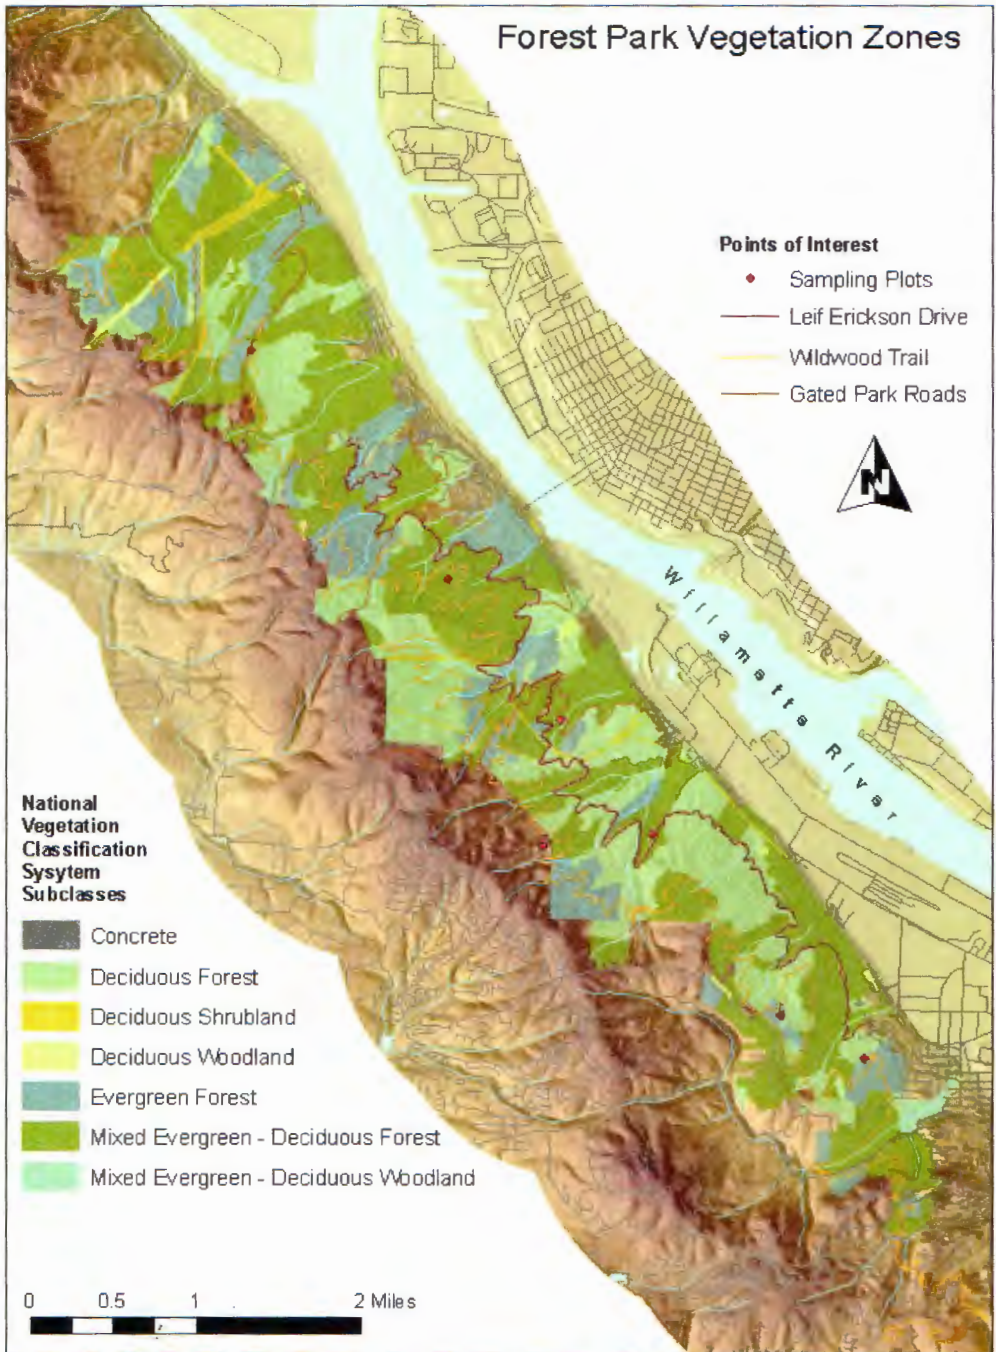 Forest Park Vegetation Zones
Points of Interest
Sampling Plots
Leif Erickson Drive
Wildwood Trail
Gated Park Roads
N
Willamette River
National
Vegetation
Classification
Sysytem
Subclasses
Concrete
Deciduous Forest
Deciduous Shrubland
Deciduous Woodland
Evergreen Forest
Mixed Evergreen - Deciduous Forest
Mixed Evergreen - Deciduous Woodland
0 0.5 1 2 Miles